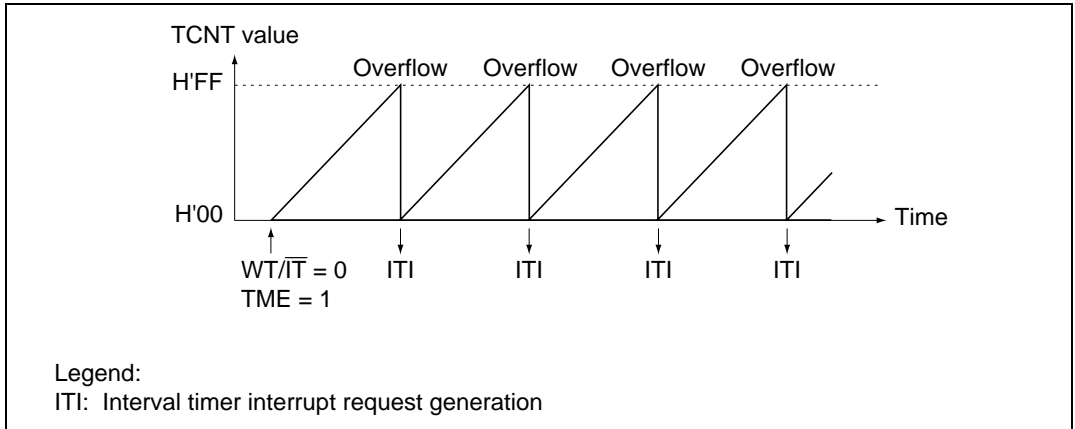 TCNT value
Overflow Overflow Overflow Overflow
H'FF
H'00
Time
WT/I̅T̅ = 0 ITI ITI ITI ITI
TME = 1
Legend:
ITI: Interval timer interrupt request generation